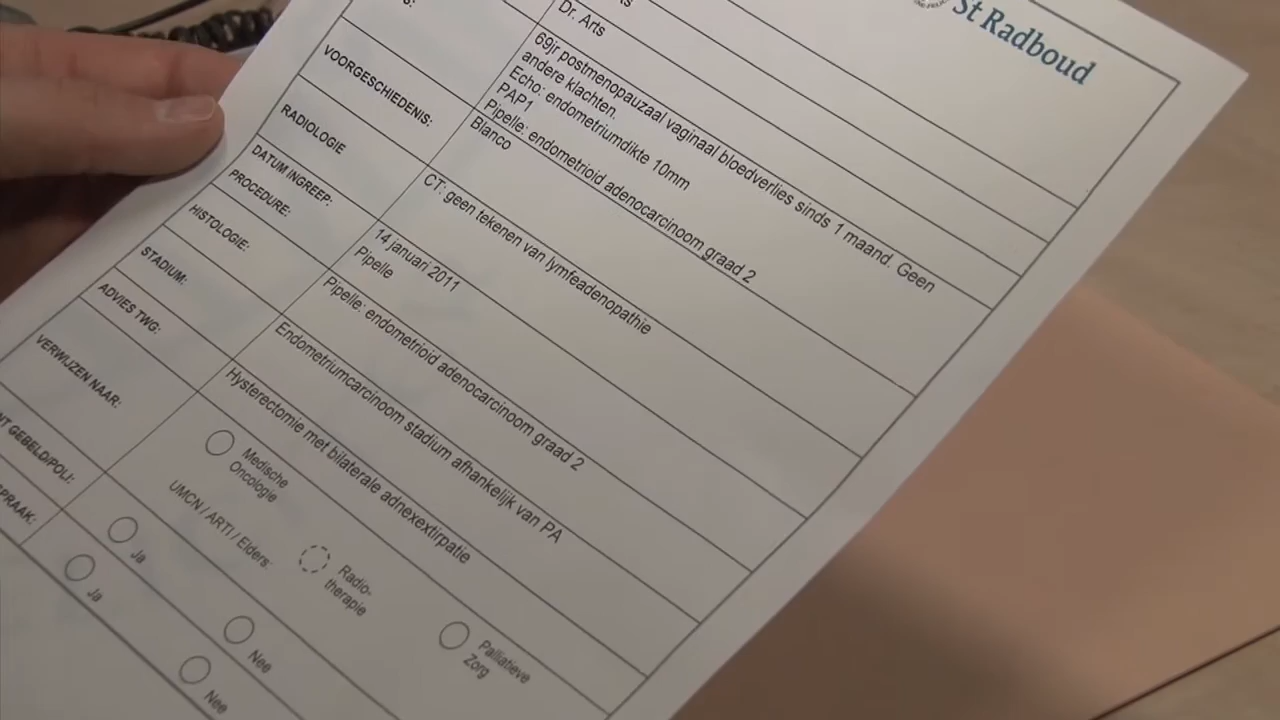 St Radboud
Dr. Arts
69jr postmenopauzaal vaginaal bloedverlies sinds 1 maand. Geen
andere klachten.
Echo: endometriumdikte 10mm
PAP1
Pipelle: endometrioid adenocarcinoom graad 2
VOORGESCHIEDENIS:
Blanco
RADIOLOGIE
CT: geen tekenen van lymfeadenopathie
DATUM INGREEP:
14 januari 2011
PROCEDURE:
Pipelle
HISTOLOGIE:
Pipelle: endometrioid adenocarcinoom graad 2
STADIUM:
Endometriumcarcinoom stadium afhankelijk van PA
ADVIES TWG:
Hysterectomie met bilaterale adnexextirpatie
VERWIJZEN NAAR:
Medische
Oncologie
Radio-
therapie
Palliatieve
Zorg
UMCN / ARTI / Elders:
GEBELD/POLI:
Ja
Nee
Ja
Nee